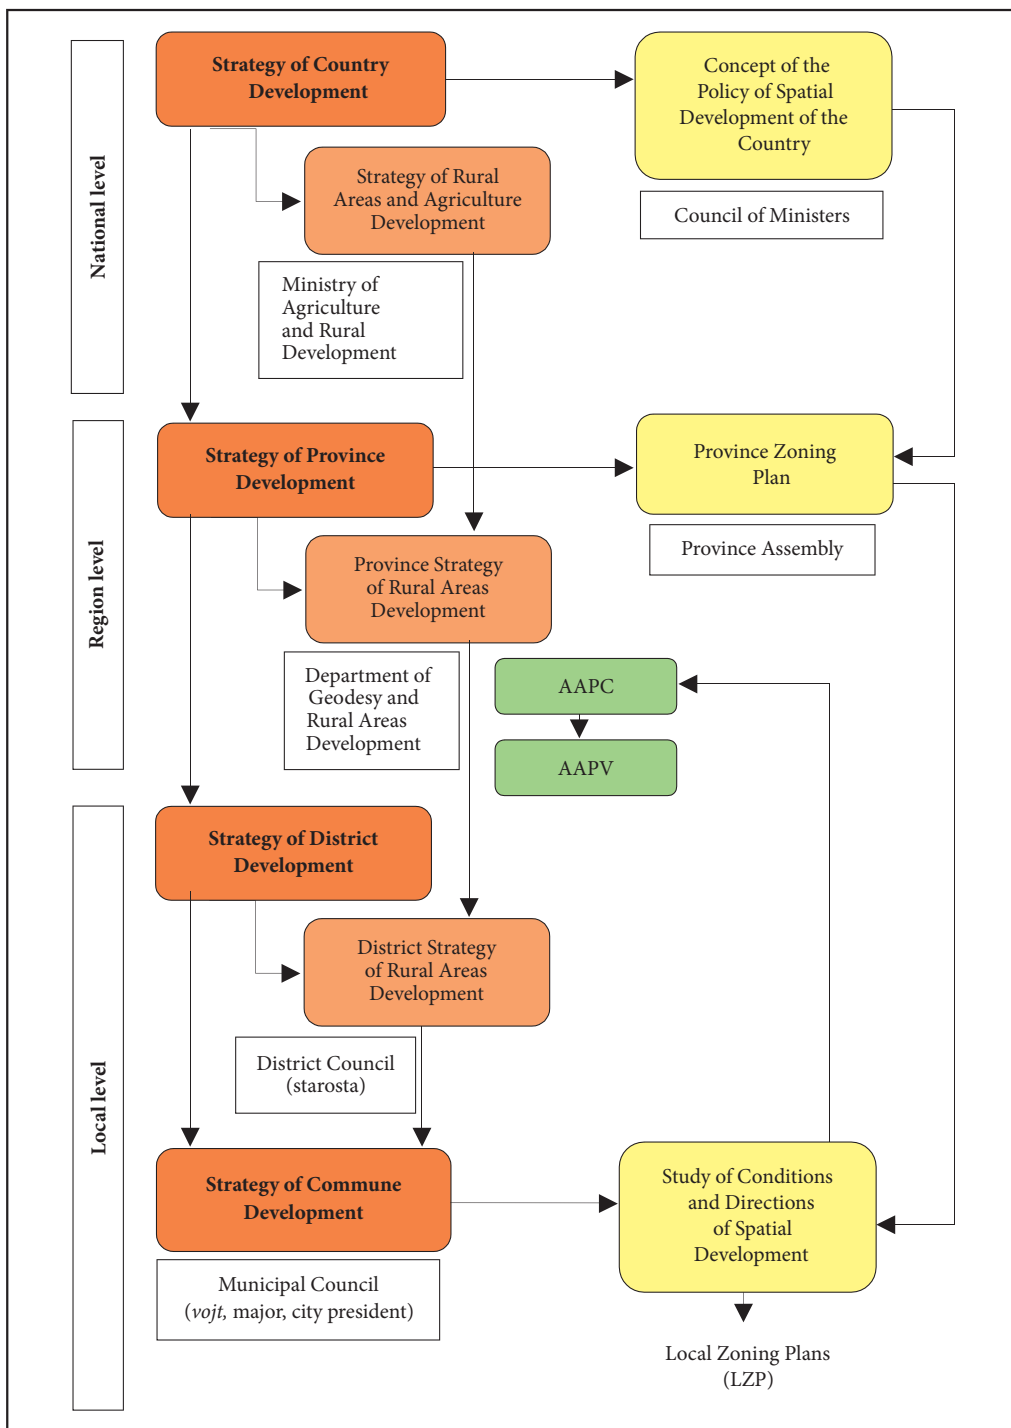 National level
Strategy of Country
Development
Concept of the
Policy of Spatial
Development of the
Country
Strategy of Rural
Areas and Agriculture
Development
Council of Ministers
Ministry of
Agriculture
and Rural
Development
Region level
Strategy of Province
Development
Province Zoning
Plan
Province Assembly
Province Strategy
of Rural Areas
Development
Department of
Geodesy and
Rural Areas
Development
AAPC
AAPV
Local level
Strategy of District
Development
District Strategy
of Rural Areas
Development
District Council
(starosta)
Strategy of Commune
Development
Study of Conditions
and Directions
of Spatial
Development
Municipal Council
(vojt, major, city president)
Local Zoning Plans
(LZP)